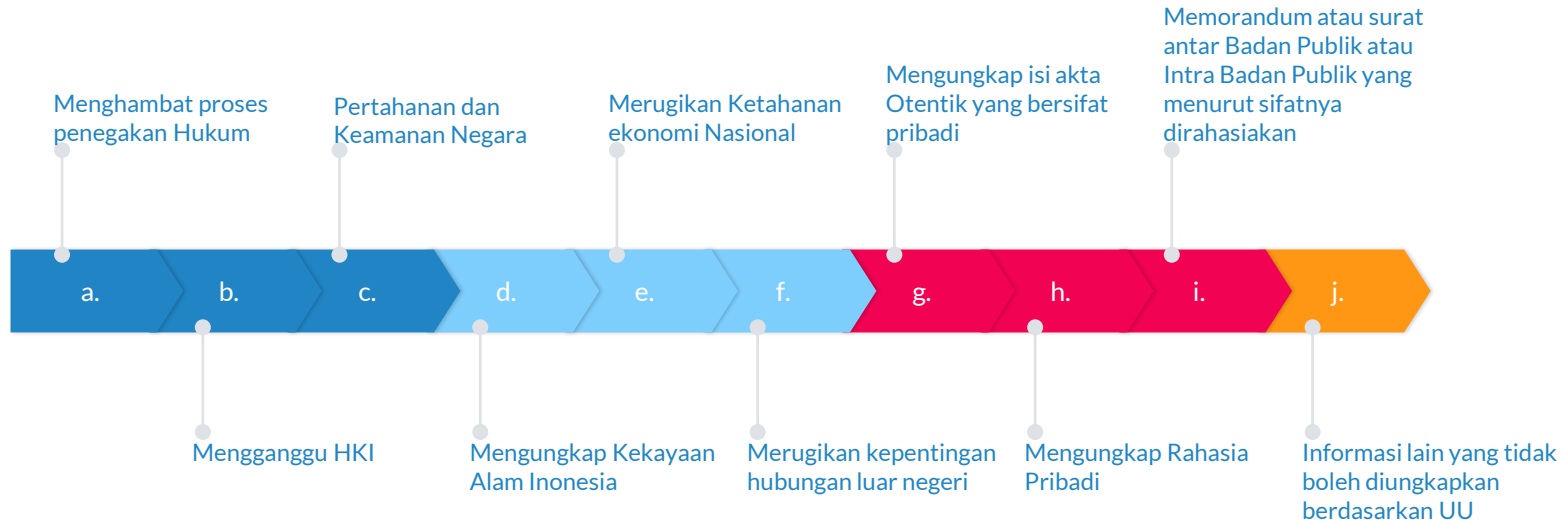 Menghambat proses
penegakan Hukum
Pertahanan dan
Keamanan Negara
Merugikan Ketahanan
ekonomi Nasional
Mengungkap isi akta
Otentik yang bersifat
pribadi
Memorandum atau surat
antar Badan Publik atau
Intra Badan Publik yang
menurut sifatnya
dirahasiakan
a.
b.
c.
d.
e.
f.
g.
h.
i.
j.
Mengganggu HKI
Mengungkap Kekayaan
Alam Inonesia
Merugikan kepentingan
hubungan luar negeri
Mengungkap Rahasia
Pribadi
Informasi lain yang tidak
boleh diungkapkan
berdasarkan UU